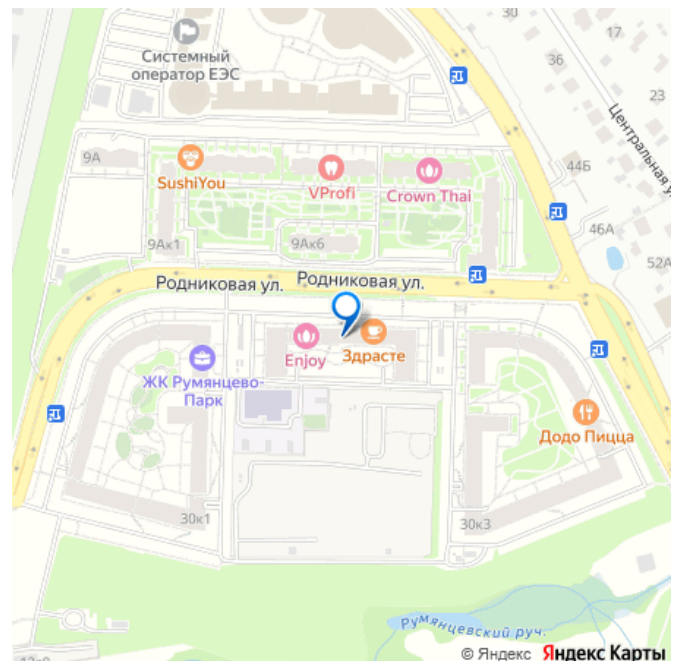 30
17
Системный
оператор ЕЭС
36
23
Центральная у
9А
SushiYou
VProfi
Crown Thai
44Б
46А
9Ак1
9Ак6
52А
Родниковая ул.
Родниковая ул.
Enjoy
Здрасте
ЖК Румянцево-
Парк
Додо Пицца
30к1
30к3
Румянцевский руч.
© Яндекс Яндекс Карты